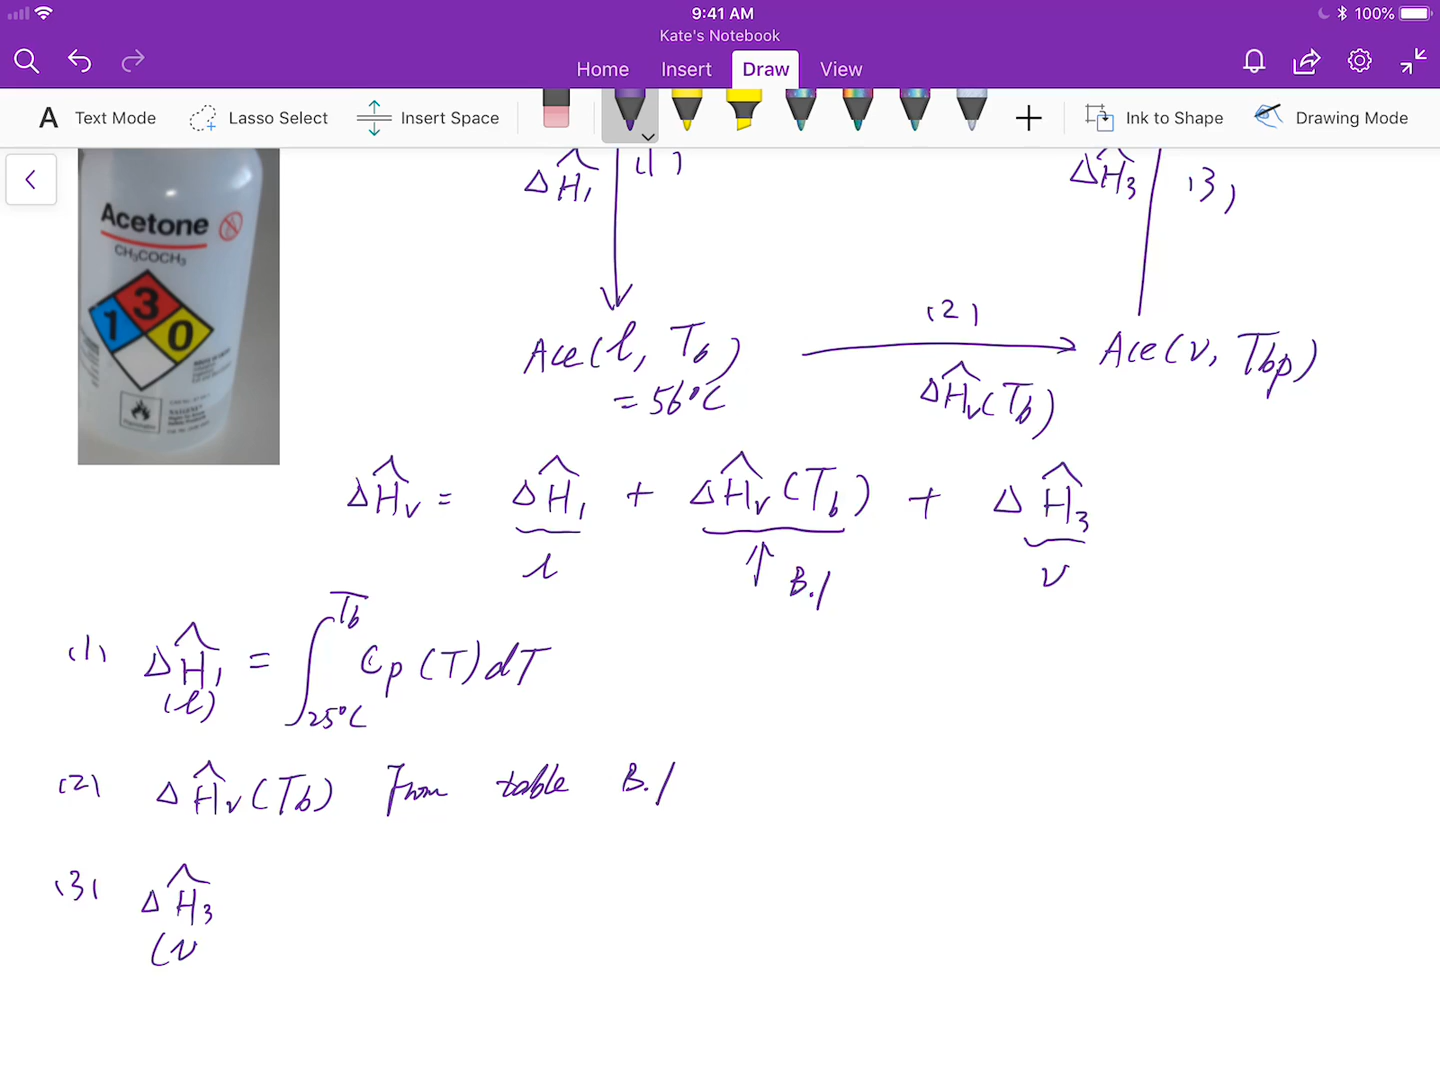 9:41 AM
100%
Kate's Notebook
Home Insert Draw View
A Text Mode Lasso Select Insert Space + Ink to Shape Drawing Mode
Acetone
CH₃COCH₃
3
1 0
ΔĤ₁ (1)
ΔĤ₃ (3)
Ace(l, Tb) = 56°C
(2)
ΔĤv(Tb)
Ace(v, Tbp)
ΔĤv = ΔĤ₁ + ΔĤv(Tb) + ΔĤ₃
l ↑ B.1 v
(1) ΔĤ₁ = ∫ Tb 25°C Cp(T)dT
(l)
(2) ΔĤv(Tb) From table B.1
(3) ΔĤ₃
(v